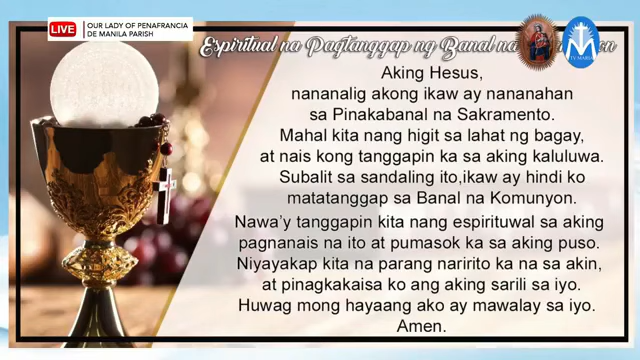 LIVE
OUR LADY OF PENAFRANCIA
DE MANILA PARISH
Espiritual na Pagtanggap ng Banal na
TV MARIA
Aking Hesus,
nananalig akong ikaw ay nananahan
sa Pinakabanal na Sakramento.
Mahal kita nang higit sa lahat ng bagay,
at nais kong tanggapin ka sa aking kaluluwa.
Subalit sa sandaling ito,ikaw ay hindi ko
matatanggap sa Banal na Komunyon.
Nawa'y tanggapin kita nang espirituwal sa aking
pagnanais na ito at pumasok ka sa aking puso.
Niyayakap kita na parang naririto ka na sa akin,
at pinagkakaisa ko ang aking sarili sa iyo.
Huwag mong hayaang ako ay mawalay sa iyo.
Amen.